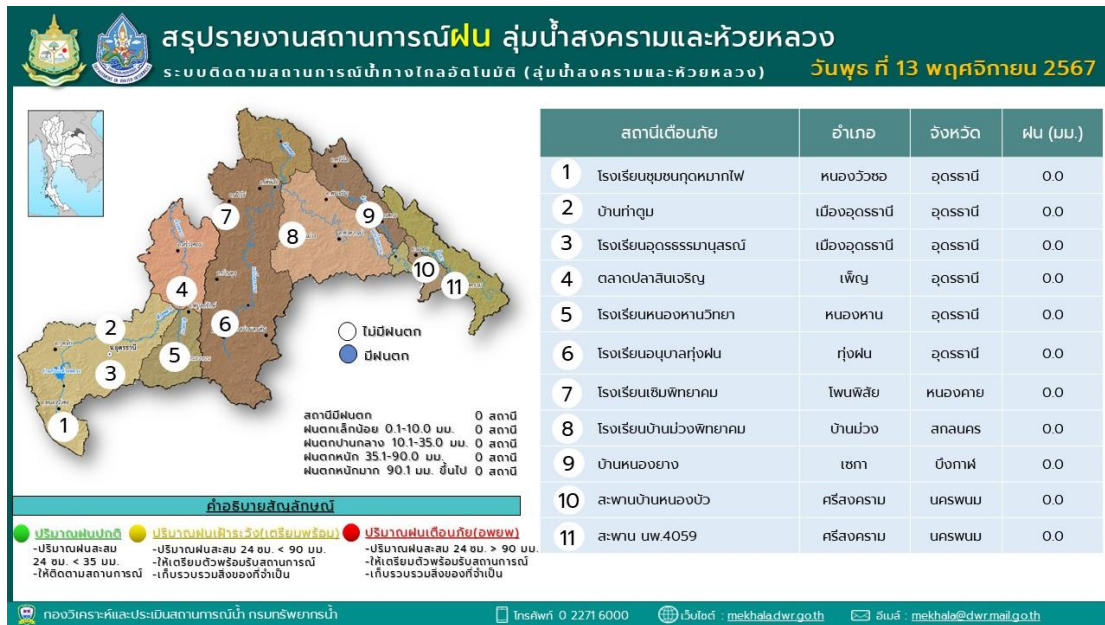 สรุปรายงานสถานการณ์ฝน ลุ่มน้ำสงครามและห้วยหลวง
ระบบติดตามสถานการณ์น้ำทางไกลอัตโนมัติ (ลุ่มน้ำสงครามและห้วยหลวง)
วันพุธ ที่ 13 พฤศจิกายน 2567
7
9
8
10
11
4
6
2
5
3
1
อุดรธานี
ไม่มีฝนตก
มีฝนตก
สถานีมีฝนตก 0 สถานี
ฝนตกเล็กน้อย 0.1-10.0 มม. 0 สถานี
ฝนตกปานกลาง 10.1-35.0 มม. 0 สถานี
ฝนตกหนัก 35.1-90.0 มม. 0 สถานี
ฝนตกหนักมาก 90.1 มม. ขึ้นไป 0 สถานี
สถานีเตือนภัย อำเภอ จังหวัด ฝน (มม.)
1 โรงเรียนชุมชนกุดหมากไฟ หนองวัวซอ อุดรธานี 0.0
2 บ้านท่าตูม เมืองอุดรธานี อุดรธานี 0.0
3 โรงเรียนอุดรธรรมานุสรณ์ เมืองอุดรธานี อุดรธานี 0.0
4 ตลาดปลาสินเจริญ เพ็ญ อุดรธานี 0.0
5 โรงเรียนหนองหานวิทยา หนองหาน อุดรธานี 0.0
6 โรงเรียนอนุบาลทุ่งฝน ทุ่งฝน อุดรธานี 0.0
7 โรงเรียนเซิมพิทยาคม โพนพิสัย หนองคาย 0.0
8 โรงเรียนบ้านม่วงพิทยาคม บ้านม่วง สกลนคร 0.0
9 บ้านหนองยาง เซกา บึงกาฬ 0.0
10 สะพานบ้านหนองบัว ศรีสงคราม นครพนม 0.0
11 สะพาน นพ.4059 ศรีสงคราม นครพนม 0.0
คำอธิบายสัญลักษณ์
ปริมาณฝนปกติ
-ปริมาณฝนสะสม
24 ชม. < 35 มม.
-ให้ติดตามสถานการณ์
ปริมาณฝนเฝ้าระวัง(เตรียมพร้อม)
-ปริมาณฝนสะสม 24 ชม. < 90 มม.
-ให้เตรียมตัวพร้อมรับสถานการณ์
-เก็บรวบรวมสิ่งของที่จำเป็น
ปริมาณฝนเตือนภัย(อพยพ)
-ปริมาณฝนสะสม 24 ชม. > 90 มม.
-ให้เตรียมตัวพร้อมรับสถานการณ์
-เก็บรวบรวมสิ่งของที่จำเป็น
กองวิเคราะห์และประเมินสถานการณ์น้ำ กรมทรัพยากรน้ำ
โทรศัพท์ 0 2271 6000
เว็บไซต์ : mekhala.dwr.go.th
อีเมล์ : mekhala@dwr.mail.go.th